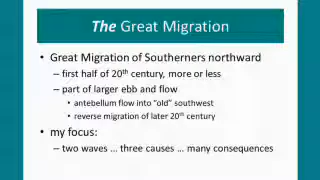 The Great Migration
• Great Migration of Southerners northward
– first half of 20th century, more or less
– part of larger ebb and flow
• antebellum flow into “old” southwest
• reverse migration of later 20th century
• my focus:
– two waves … three causes … many consequences